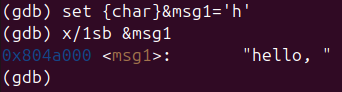 (gdb) set {char}&msg1='h'
(gdb) x/1sb &msg1
0x804a000 <msg1>:        "hello, "
(gdb)